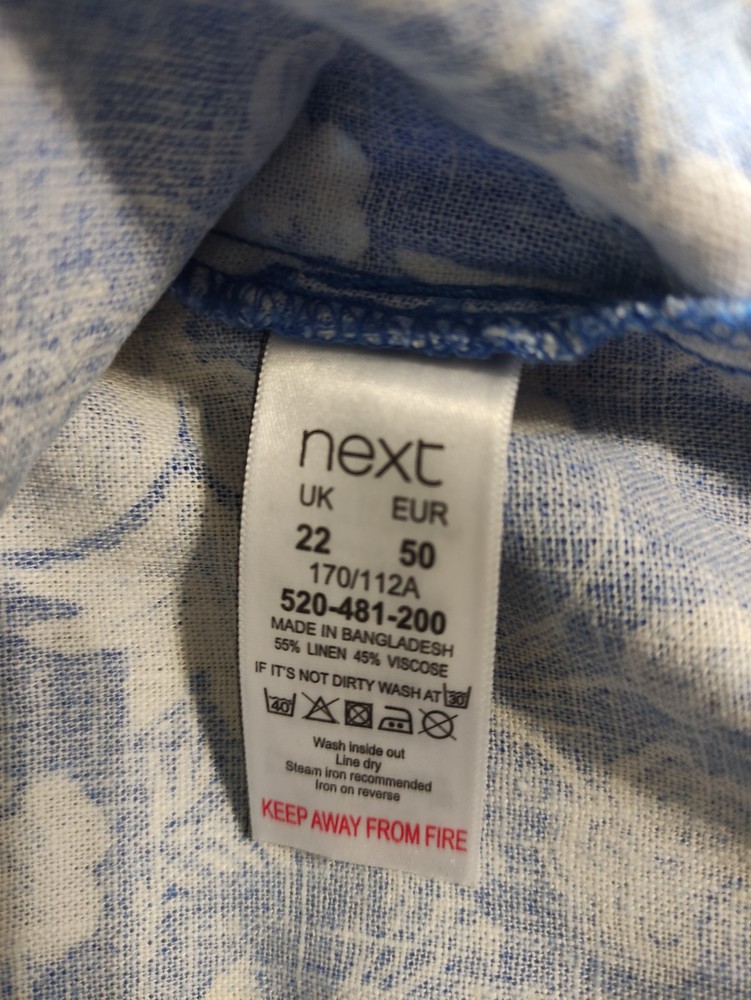 next
UK EUR
22 50
170/112A
520-481-200
MADE IN BANGLADESH
55% LINEN 45% VISCOSE
IF IT'S NOT DIRTY WASH AT 30°
40°
Wash inside out
Line dry
Steam iron recommended
Iron on reverse
KEEP AWAY FROM FIRE